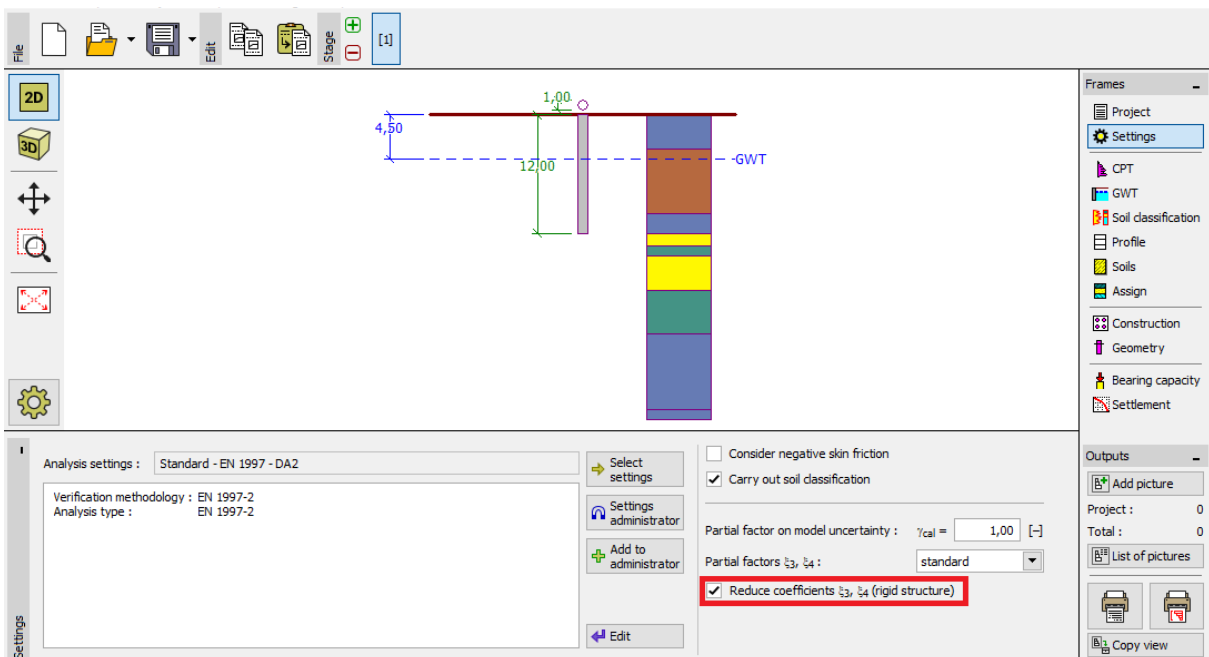 File
Edit
Stage
[1]
2D
3D
1,00
4,50
12,00
GWT
Frames
Project
Settings
CPT
GWT
Soil classification
Profile
Soils
Assign
Construction
Geometry
Bearing capacity
Settlement
Settings
Analysis settings : Standard - EN 1997 - DA2
Verification methodology : EN 1997-2
Analysis type : EN 1997-2
Select settings
Settings administrator
Add to administrator
Edit
Consider negative skin friction
Carry out soil classification
Partial factor on model uncertainty : γcal = 1,00 [–]
Partial factors ξ3, ξ4 : standard
Reduce coefficients ξ3, ξ4 (rigid structure)
Outputs
Add picture
Project : 0
Total : 0
List of pictures
Copy view